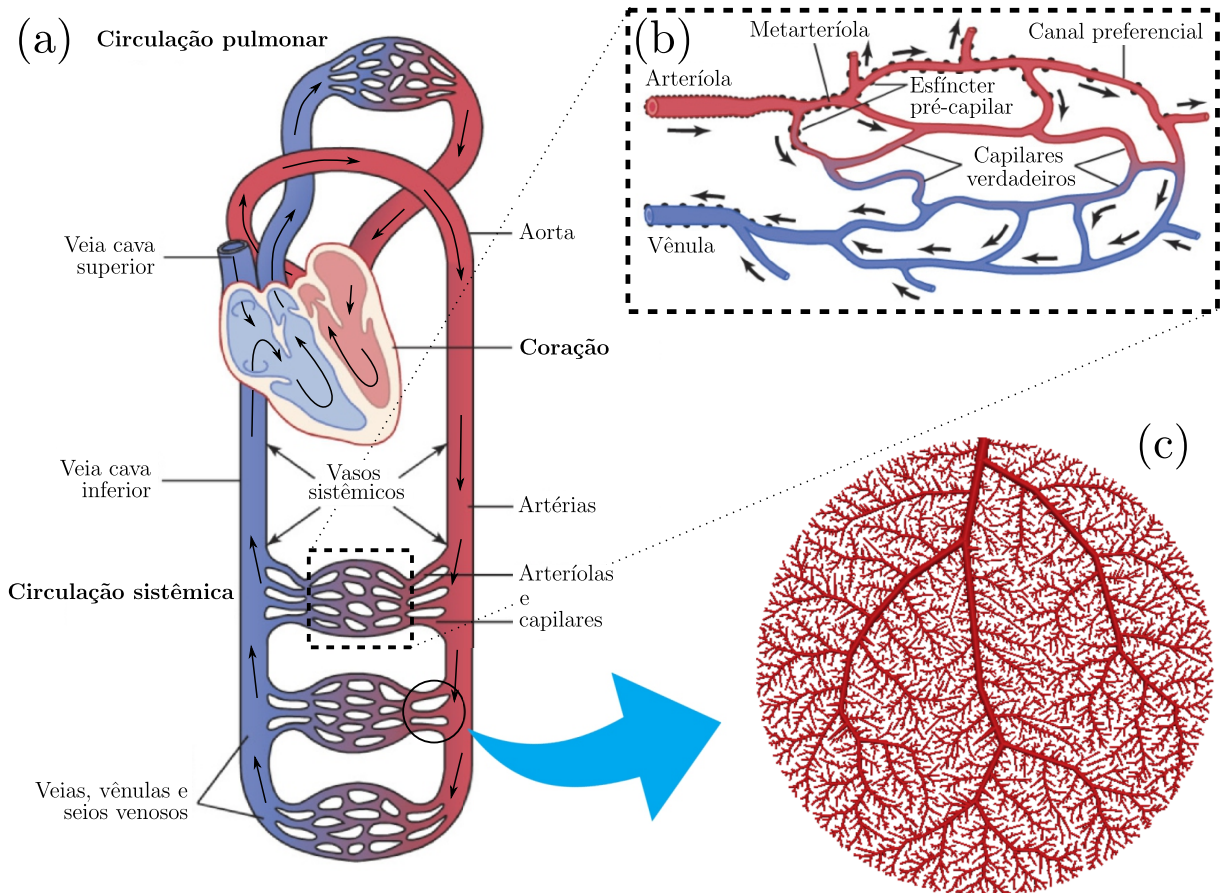 (a)
Circulação pulmonar
Veia cava
superior
Aorta
Coração
Veia cava
inferior
Vasos
sistêmicos
Artérias
Circulação sistêmica
Arteríolas
e
capilares
Veias, vênulas e
seios venosos
(b)
Metarteríola
Canal preferencial
Arteríola
Esfíncter
pré-capilar
Capilares
verdadeiros
Vênula
(c)